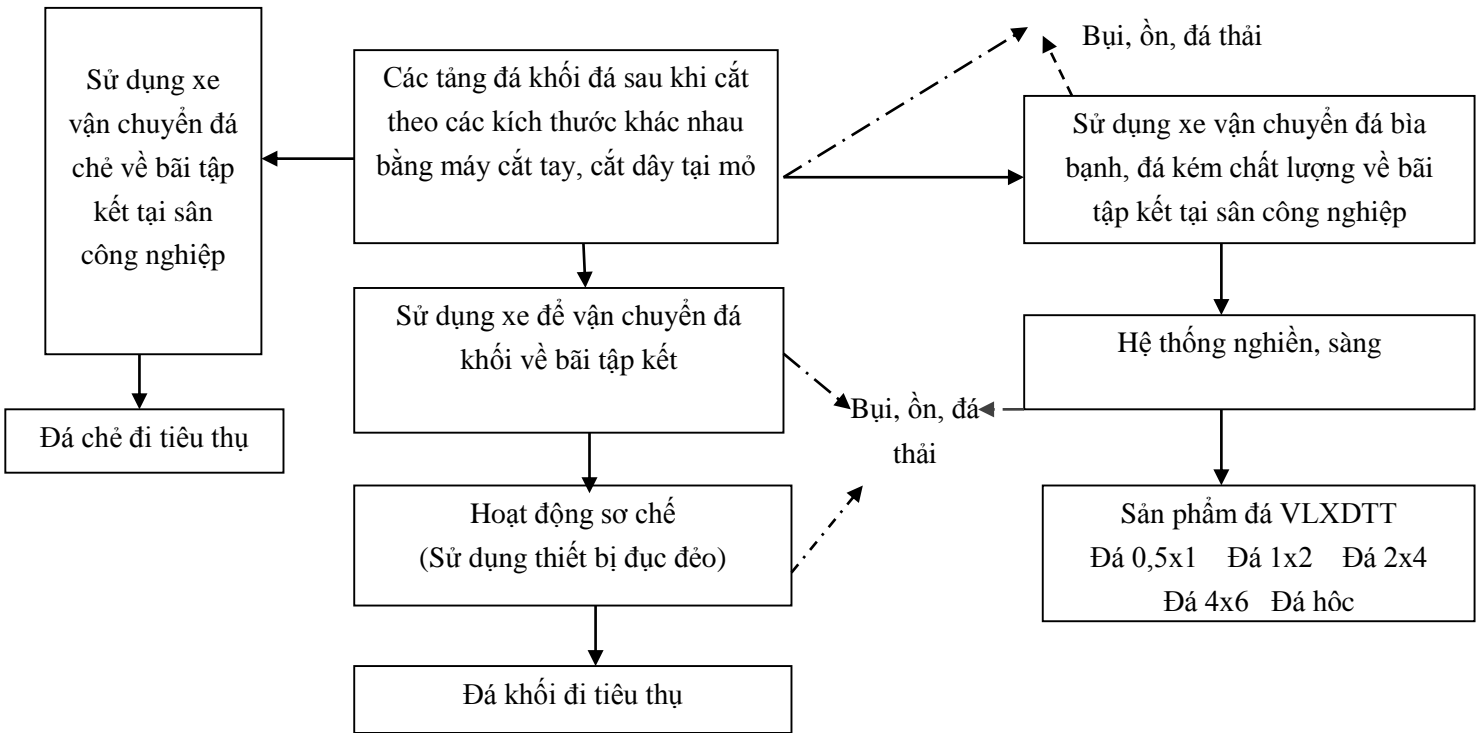 Sử dụng xe
vận chuyển đá
chẻ về bãi tập
kết tại sân
công nghiệp
Các tảng đá khối đá sau khi cắt
theo các kích thước khác nhau
bằng máy cắt tay, cắt dây tại mỏ
Bụi, ồn, đá thải
Sử dụng xe vận chuyển đá bìa
bạnh, đá kém chất lượng về bãi
tập kết tại sân công nghiệp
Sử dụng xe để vận chuyển đá
khối về bãi tập kết
Hệ thống nghiền, sàng
Đá chẻ đi tiêu thụ
Bụi, ồn, đá
thải
Hoạt động sơ chế
(Sử dụng thiết bị đục đẻo)
Sản phẩm đá VLXDTT
Đá 0,5x1 Đá 1x2 Đá 2x4
Đá 4x6 Đá hôc
Đá khối đi tiêu thụ